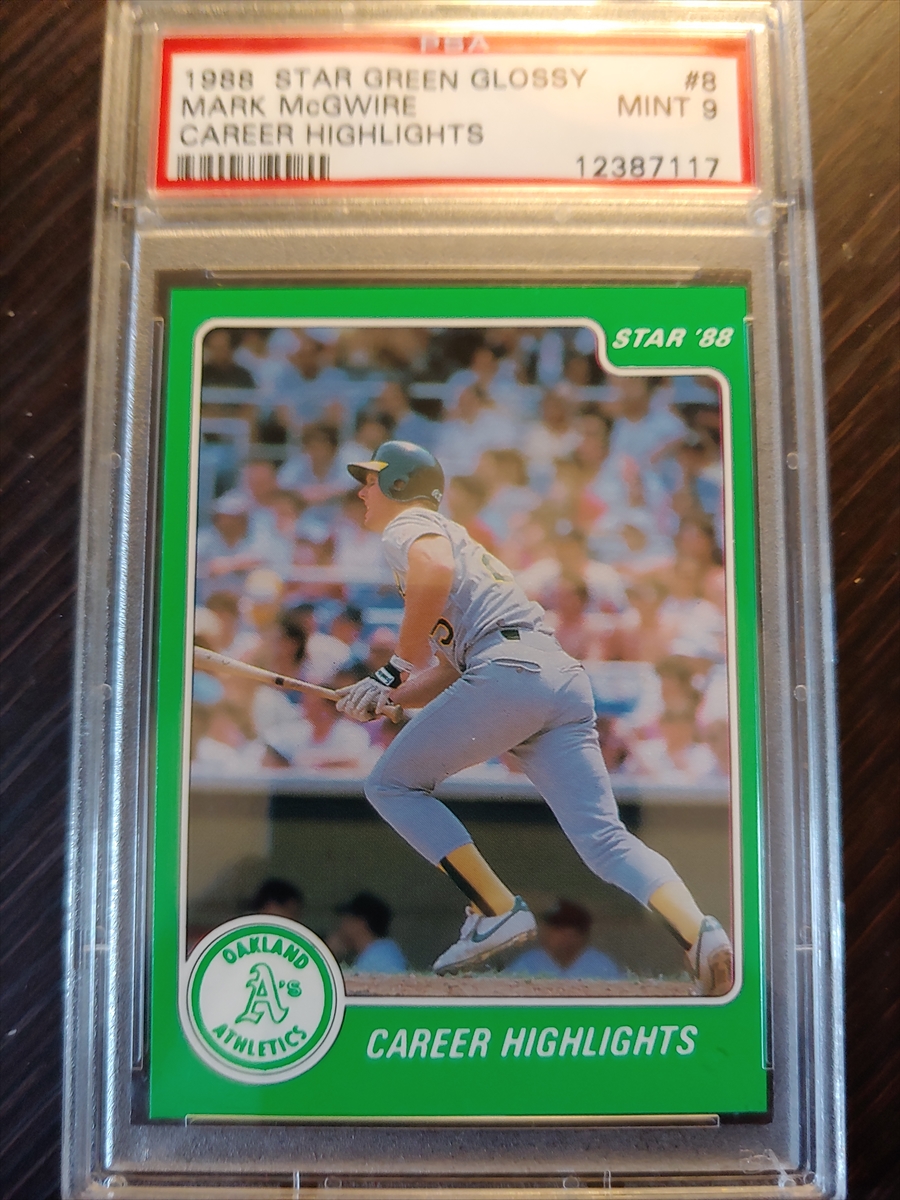 PSA
1988 STAR GREEN GLOSSY #8
MARK McGWIRE MINT 9
CAREER HIGHLIGHTS
12387117
STAR '88
OAKLAND
A's
ATHLETICS
CAREER HIGHLIGHTS